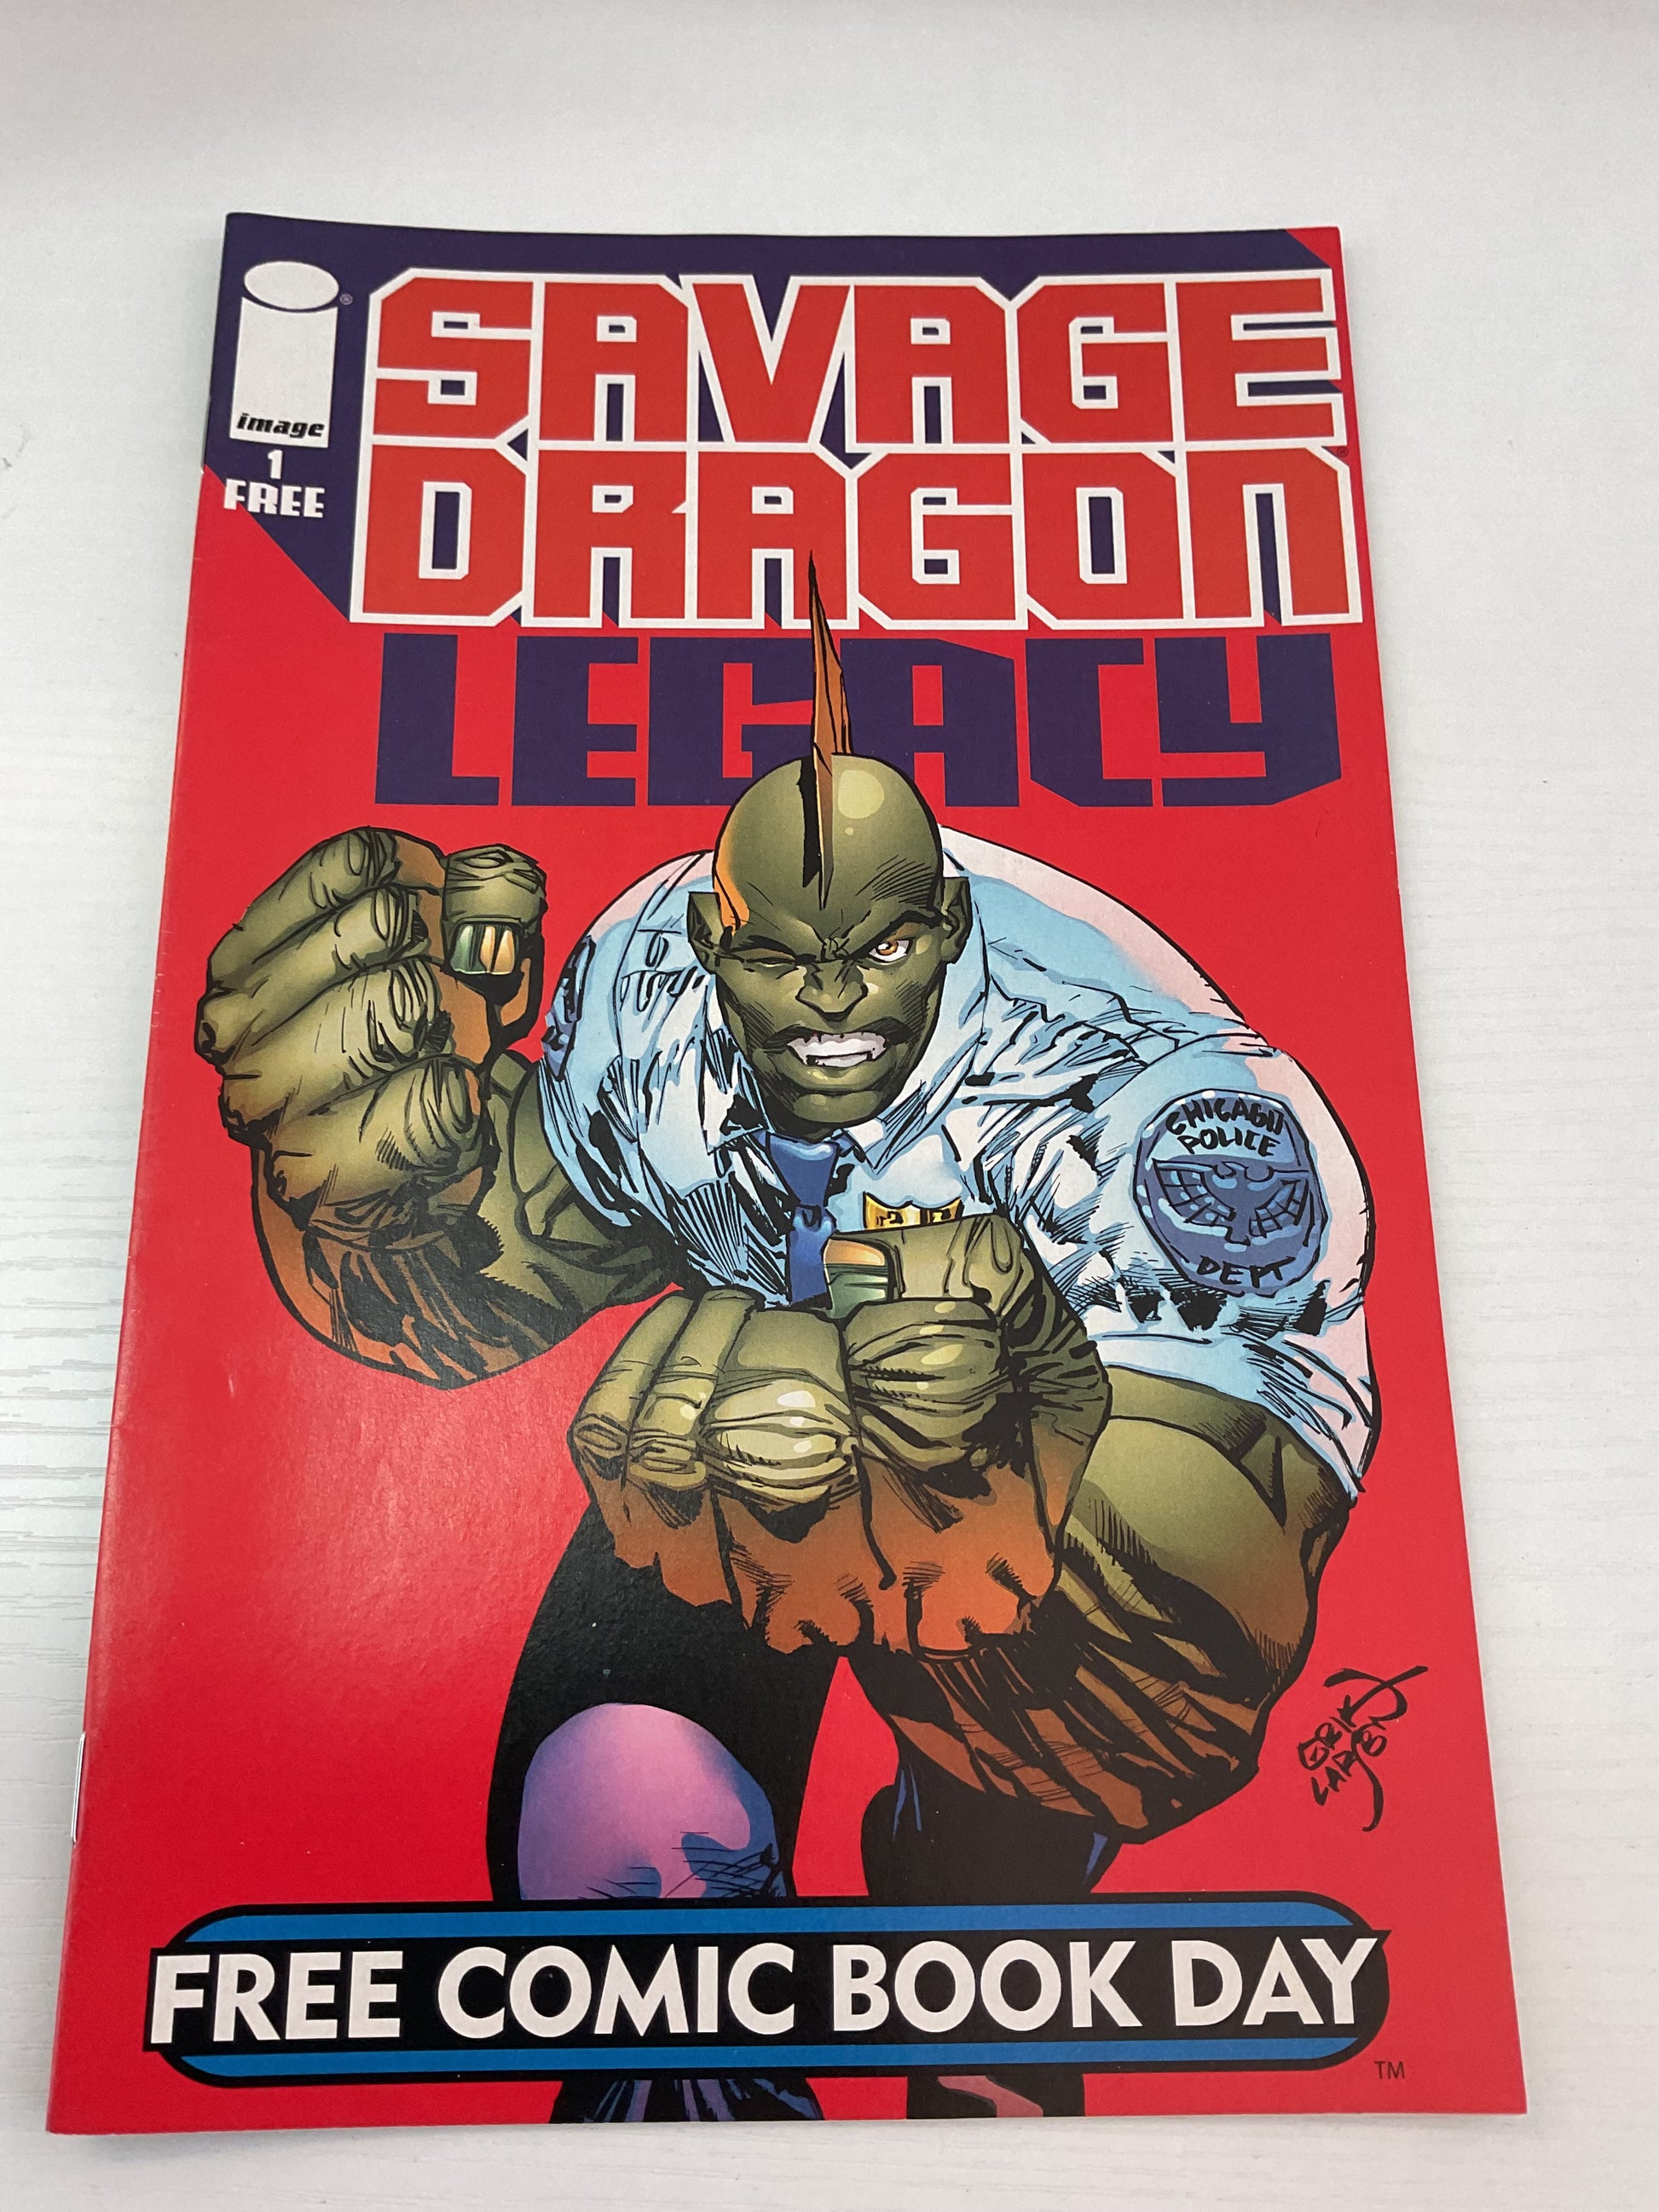 SAVAGE
DRAGON
LEGACY
image
1
FREE
CHICAGO
POLICE
DEPT
ERIK
LARSEN
FREE COMIC BOOK DAY
TM